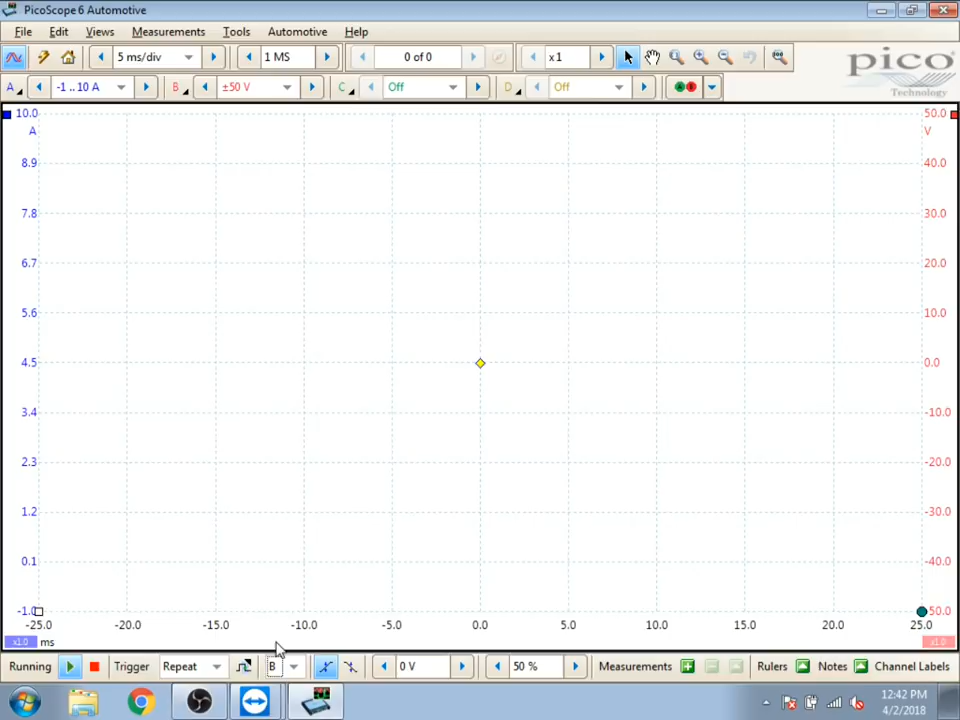 PicoScope 6 Automotive
File Edit Views Measurements Tools Automotive Help
5 ms/div 1 MS 0 of 0 x1
pico
Technology
A -1 .. 10 A B ±50 V C Off D Off
10.0 50.0
A V
8.9 40.0
7.8 30.0
6.7 20.0
5.6 10.0
4.5 0.0
3.4 -10.0
2.3 -20.0
1.2 -30.0
0.1 -40.0
-1.0 50.0
-25.0 -20.0 -15.0 -10.0 -5.0 0.0 5.0 10.0 15.0 20.0 25.0
x1.0 ms x1.0
Running Trigger Repeat B 0 V 50 % Measurements Rulers Notes Channel Labels
12:42 PM
4/2/2018